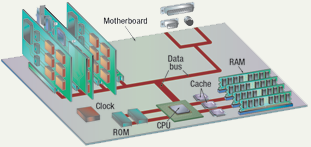 Motherboard
Data
bus
RAM
Cache
Clock
ROM
CPU